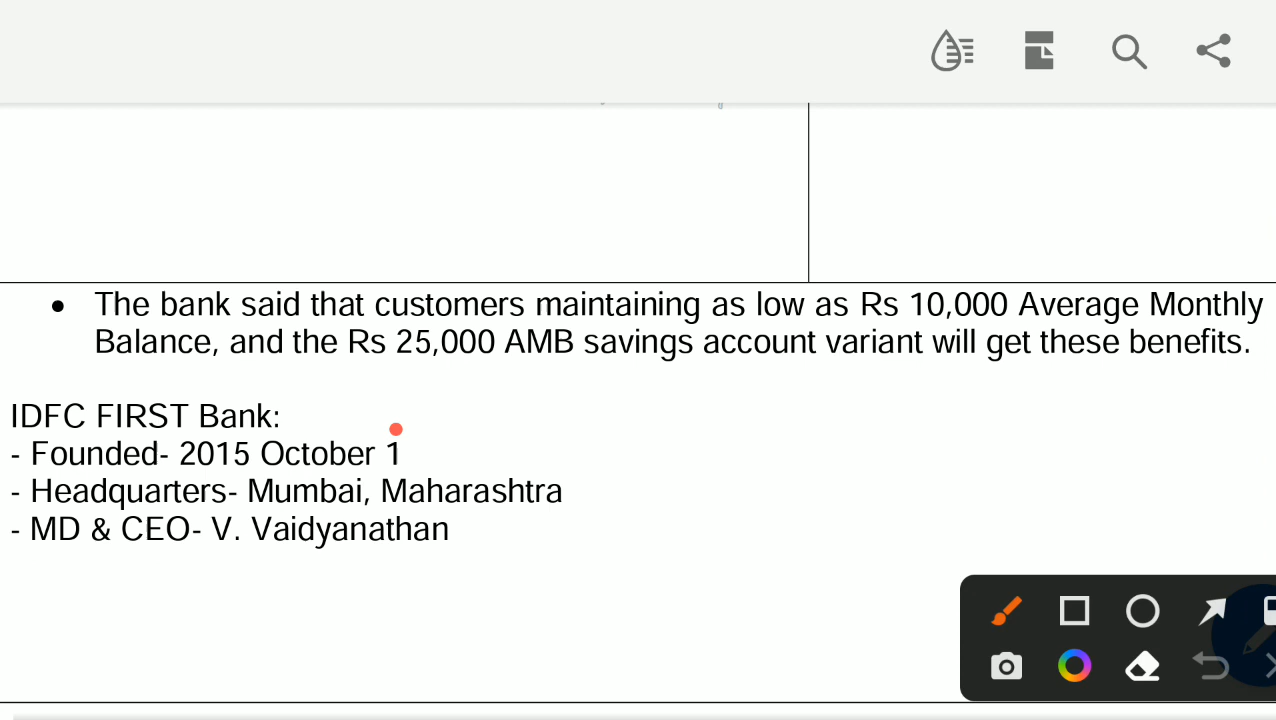 • The bank said that customers maintaining as low as Rs 10,000 Average Monthly
Balance, and the Rs 25,000 AMB savings account variant will get these benefits.
IDFC FIRST Bank:
- Founded- 2015 October 1
- Headquarters- Mumbai, Maharashtra
- MD & CEO- V. Vaidyanathan